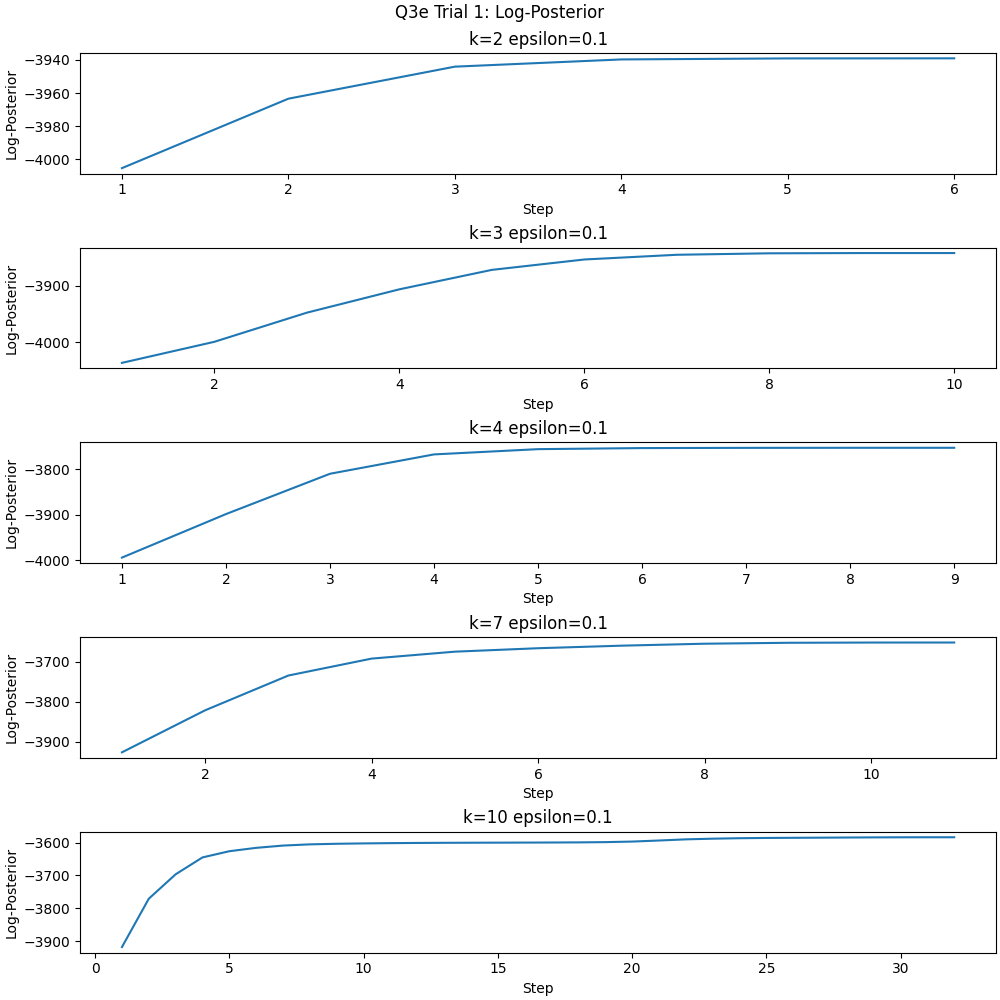 Q3e Trial 1: Log-Posterior
k=2 epsilon=0.1
Log-Posterior
−3940
−3960
−3980
−4000
1 2 3 4 5 6
Step
k=3 epsilon=0.1
Log-Posterior
−3900
−4000
2 4 6 8 10
Step
k=4 epsilon=0.1
Log-Posterior
−3800
−3900
−4000
1 2 3 4 5 6 7 8 9
Step
k=7 epsilon=0.1
Log-Posterior
−3700
−3800
−3900
2 4 6 8 10
Step
k=10 epsilon=0.1
Log-Posterior
−3600
−3700
−3800
−3900
0 5 10 15 20 25 30
Step